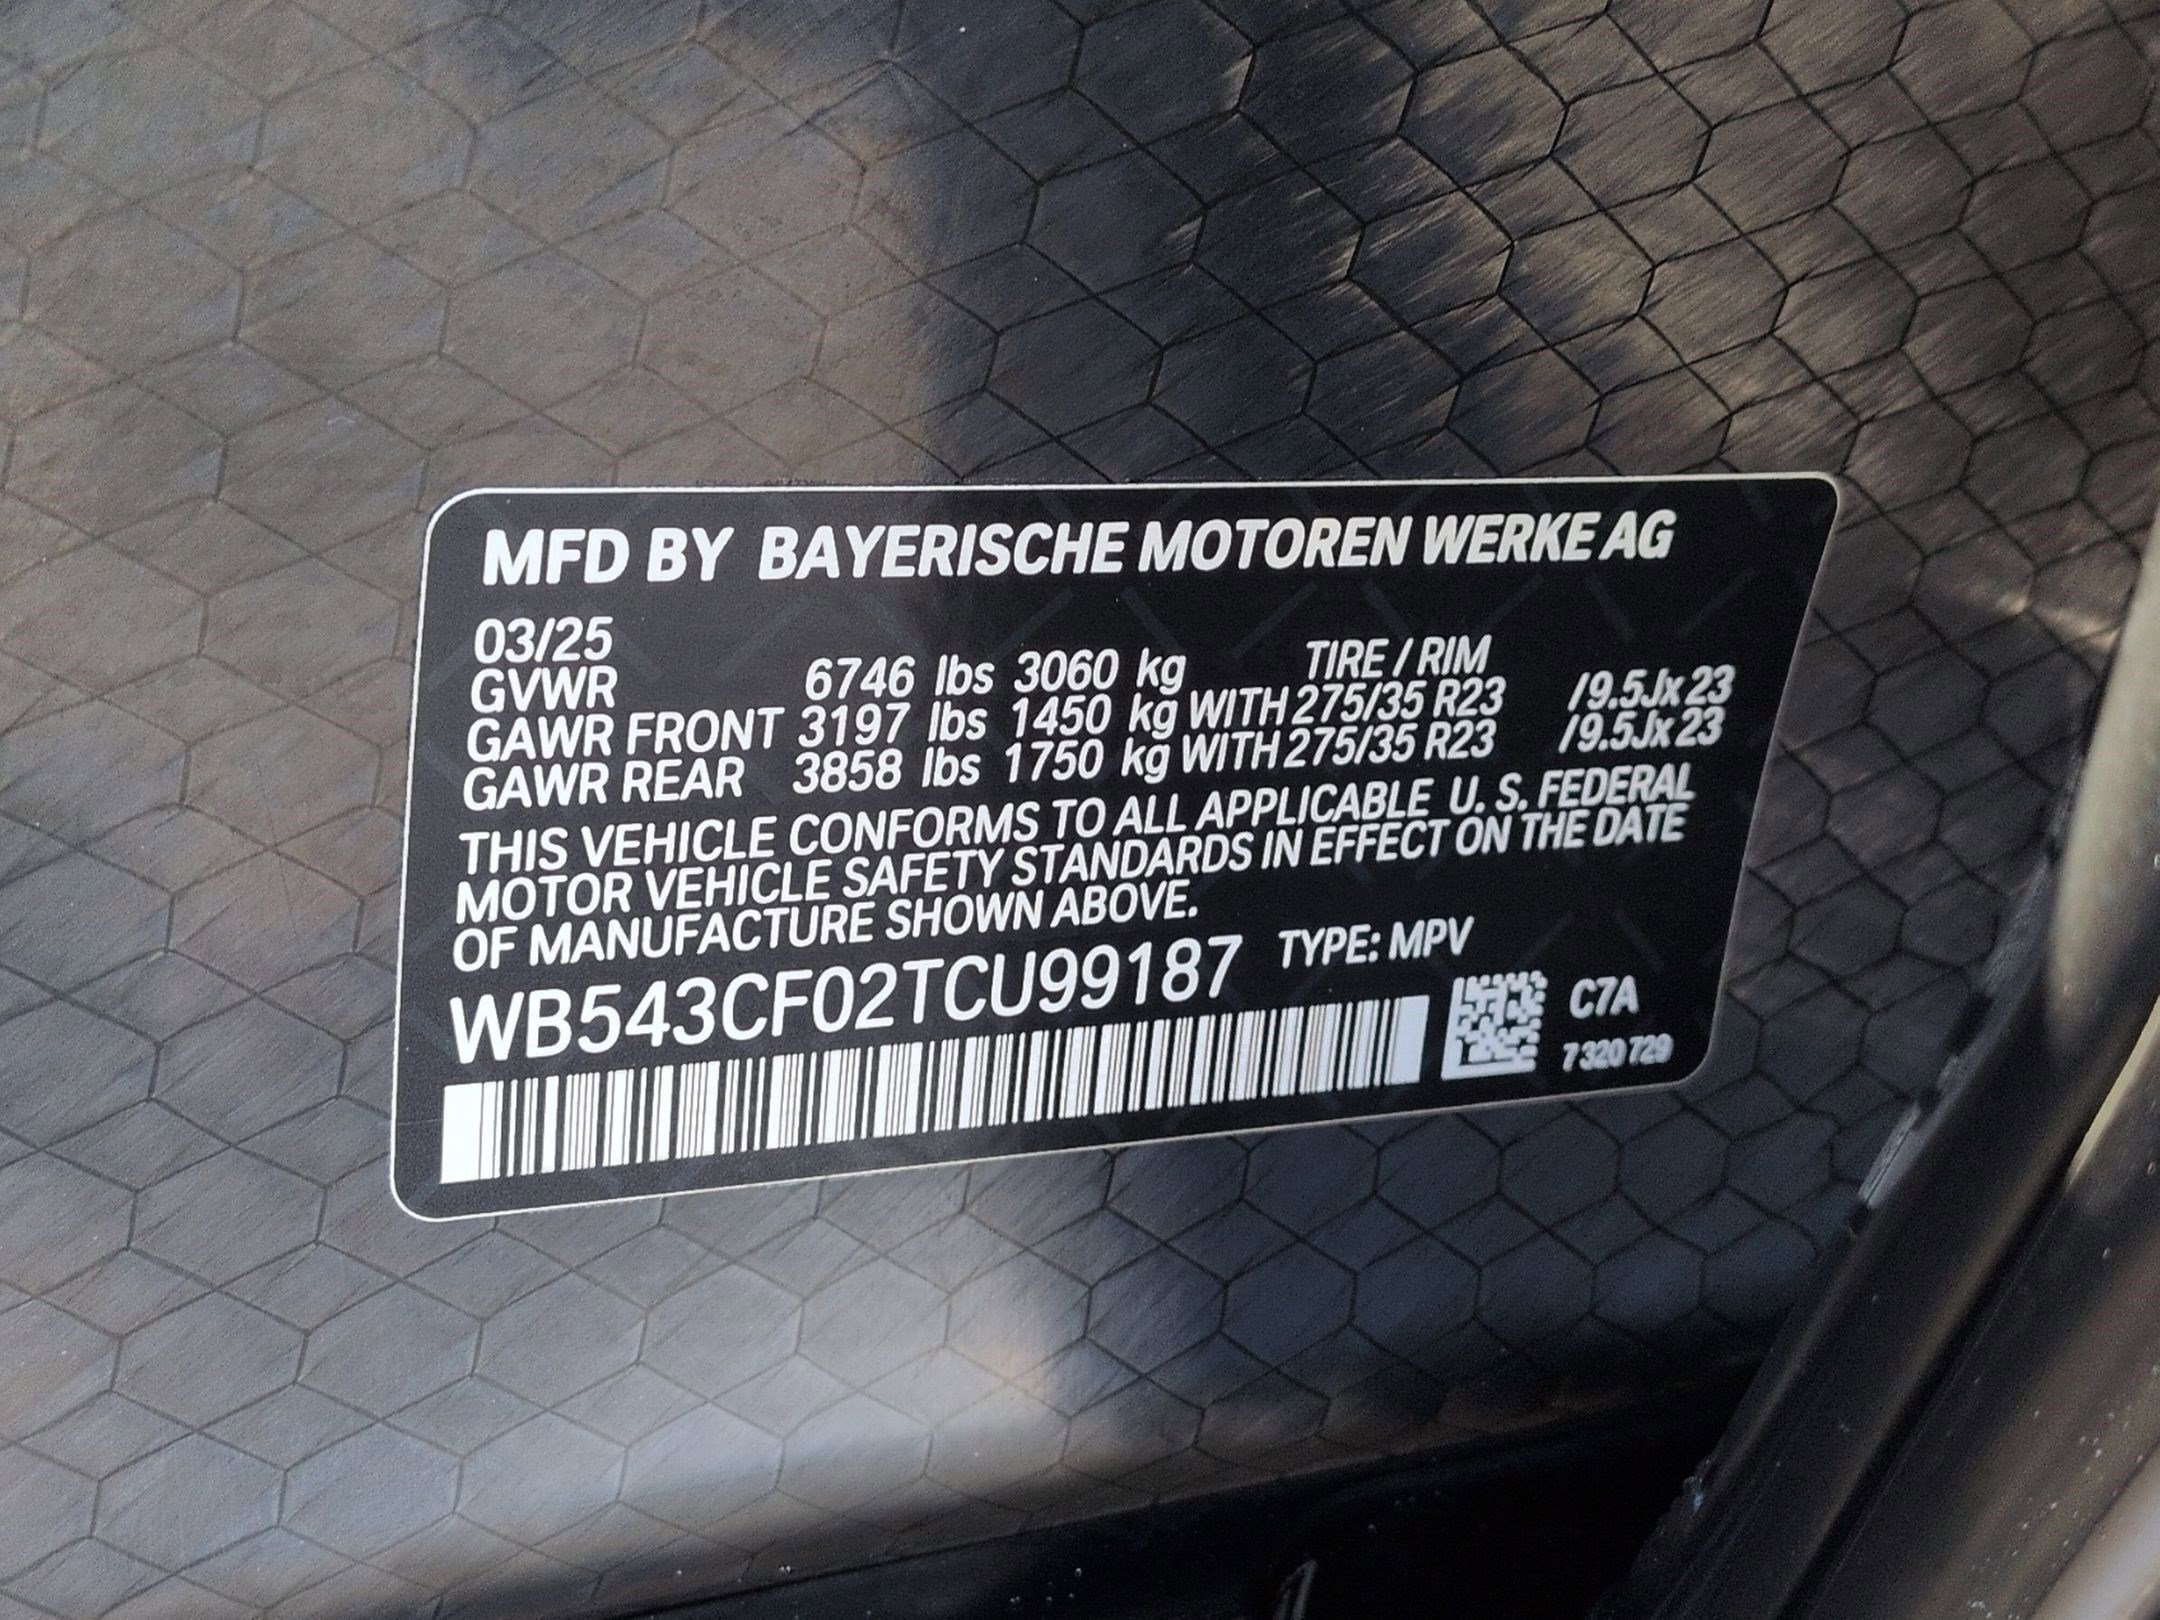 MFD BY BAYERISCHE MOTOREN WERKE AG
03/25
GVWR 6746 lbs 3060 kg TIRE / RIM
GAWR FRONT 3197 lbs 1450 kg WITH 275/35 R23 /9.5Jx23
GAWR REAR 3858 lbs 1750 kg WITH 275/35 R23 /9.5Jx23
THIS VEHICLE CONFORMS TO ALL APPLICABLE U. S. FEDERAL
MOTOR VEHICLE SAFETY STANDARDS IN EFFECT ON THE DATE
OF MANUFACTURE SHOWN ABOVE.
WB543CF02TCU99187 TYPE: MPV
C7A
7 320 729